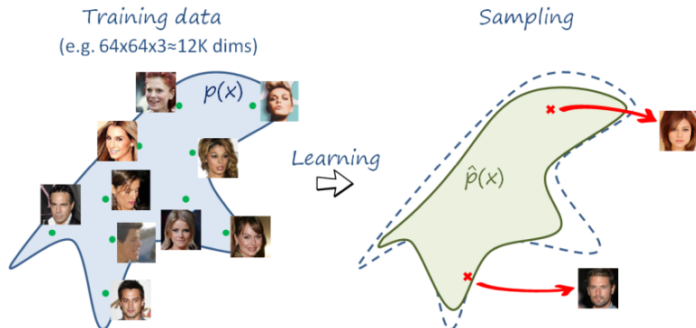 Training data
(e.g. 64x64x3≈12K dims)
p(x)
Learning
Sampling
p̂(x)